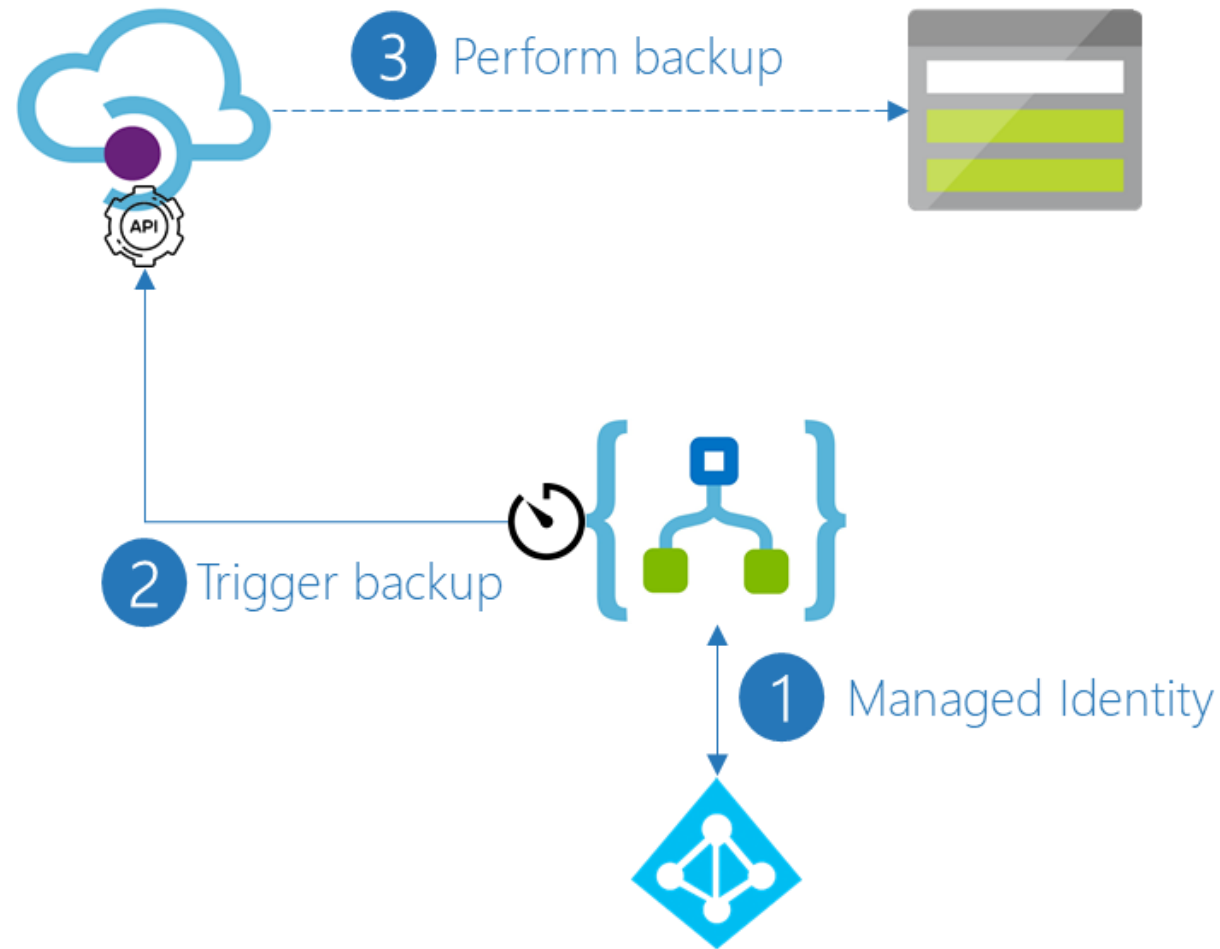 3 Perform backup
API
2 Trigger backup
1 Managed Identity